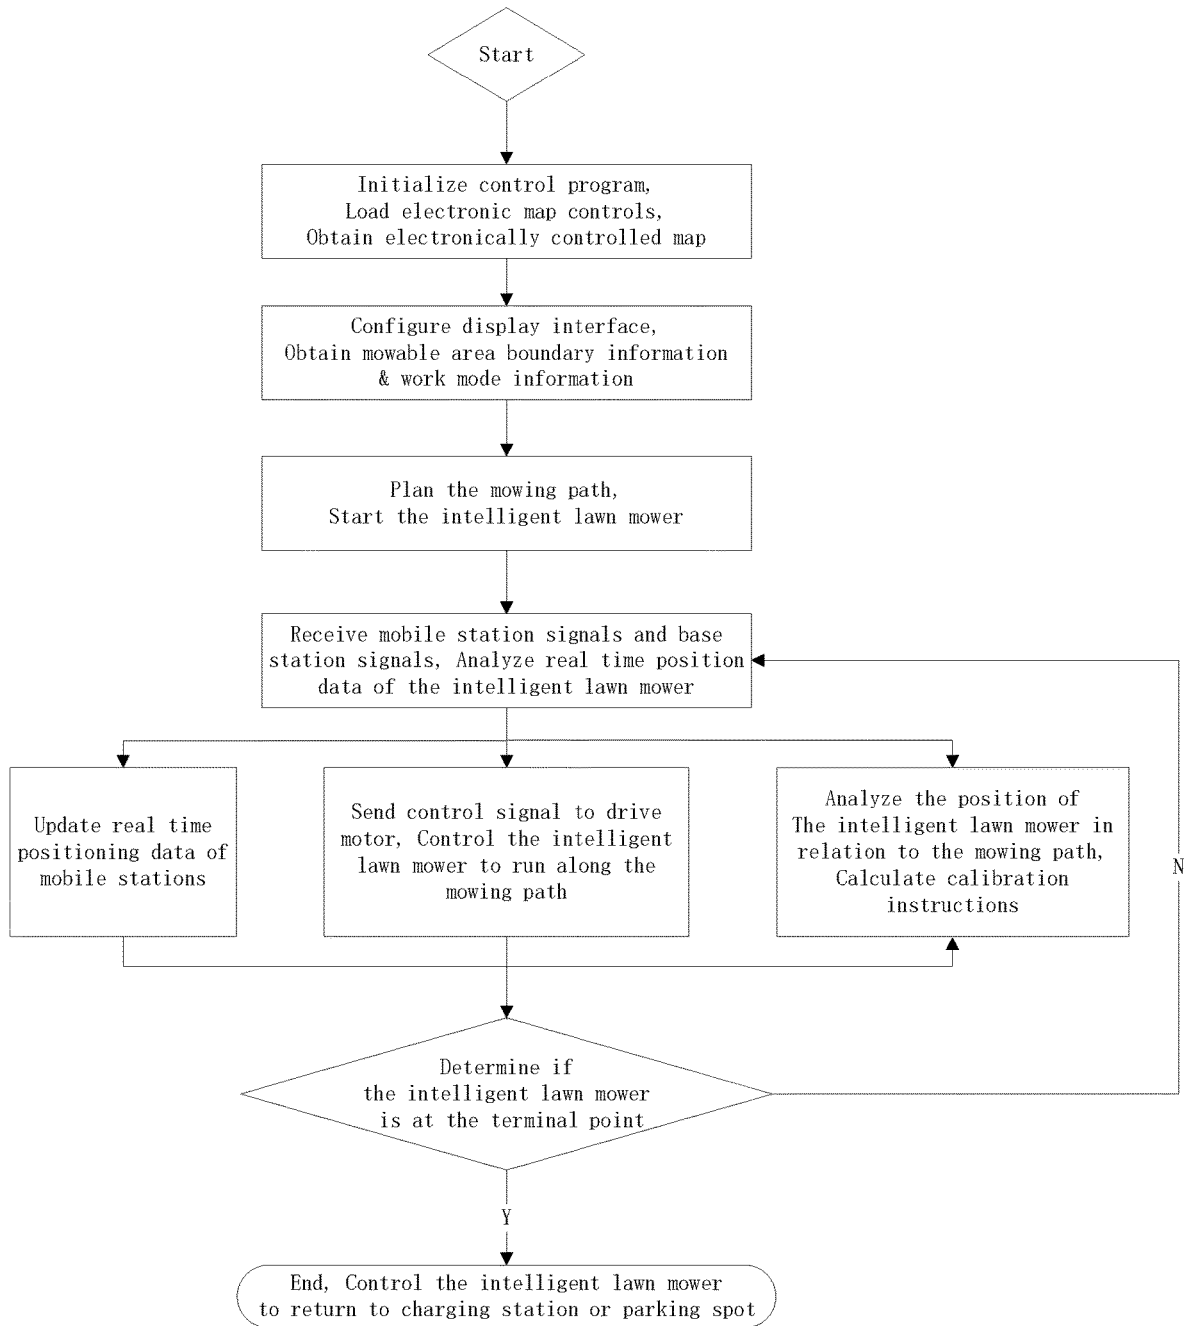 Start
Initialize control program,
Load electronic map controls,
Obtain electronically controlled map
Configure display interface,
Obtain mowable area boundary information
& work mode information
Plan the mowing path,
Start the intelligent lawn mower
Receive mobile station signals and base
station signals, Analyze real time position
data of the intelligent lawn mower
Update real time
positioning data of
mobile stations
Send control signal to drive
motor, Control the intelligent
lawn mower to run along the
mowing path
Analyze the position of
The intelligent lawn mower in
relation to the mowing path,
Calculate calibration
instructions
N
Determine if
the intelligent lawn mower
is at the terminal point
Y
End, Control the intelligent lawn mower
to return to charging station or parking spot